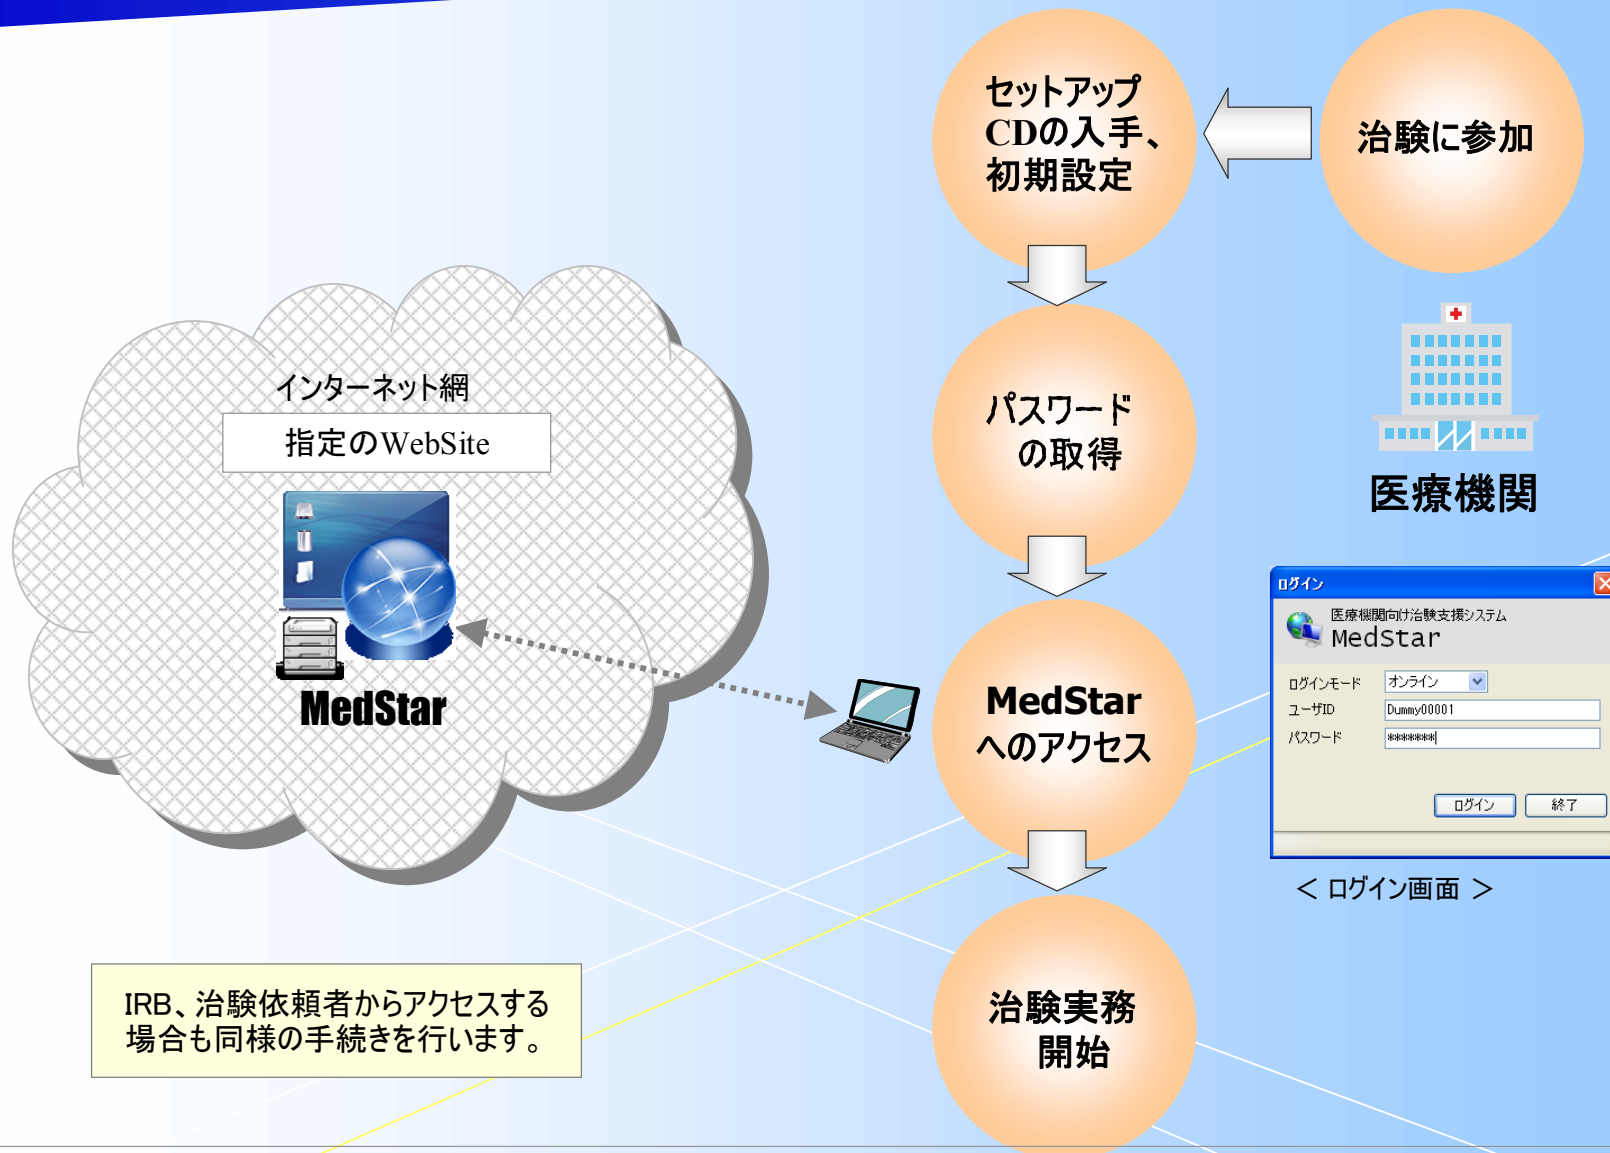 セットアップ
CDの入手、
初期設定
治験に参加
インターネット網
指定のWebSite
MedStar
パスワード
の取得
医療機関
MedStar
へのアクセス
ログイン
医療機関向け治験支援システム
MedStar
ログインモード オンライン
ユーザID Dummy00001
パスワード *******
ログイン 終了
＜ ログイン画面 ＞
IRB、治験依頼者からアクセスする
場合も同様の手続きを行います。
治験実務
開始